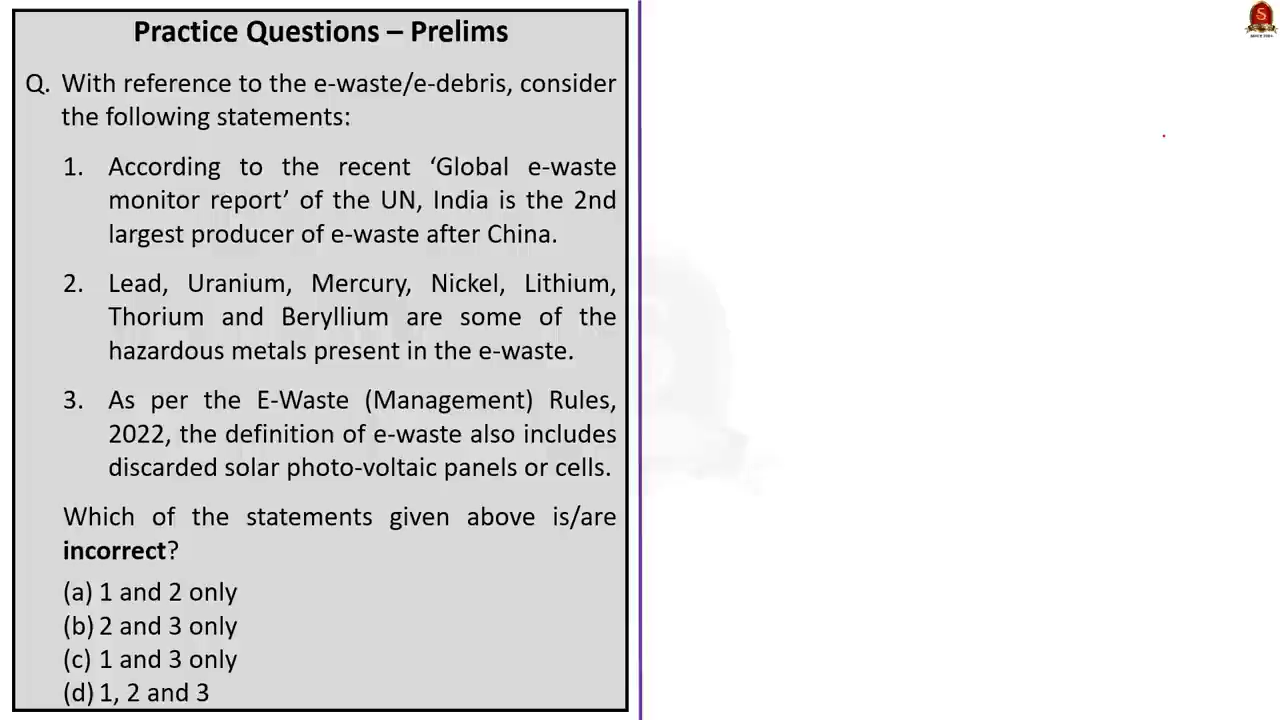 Practice Questions – Prelims
Q. With reference to the e-waste/e-debris, consider
the following statements:
1. According to the recent ‘Global e-waste
monitor report’ of the UN, India is the 2nd
largest producer of e-waste after China.
2. Lead, Uranium, Mercury, Nickel, Lithium,
Thorium and Beryllium are some of the
hazardous metals present in the e-waste.
3. As per the E-Waste (Management) Rules,
2022, the definition of e-waste also includes
discarded solar photo-voltaic panels or cells.
Which of the statements given above is/are
incorrect?
(a) 1 and 2 only
(b) 2 and 3 only
(c) 1 and 3 only
(d) 1, 2 and 3